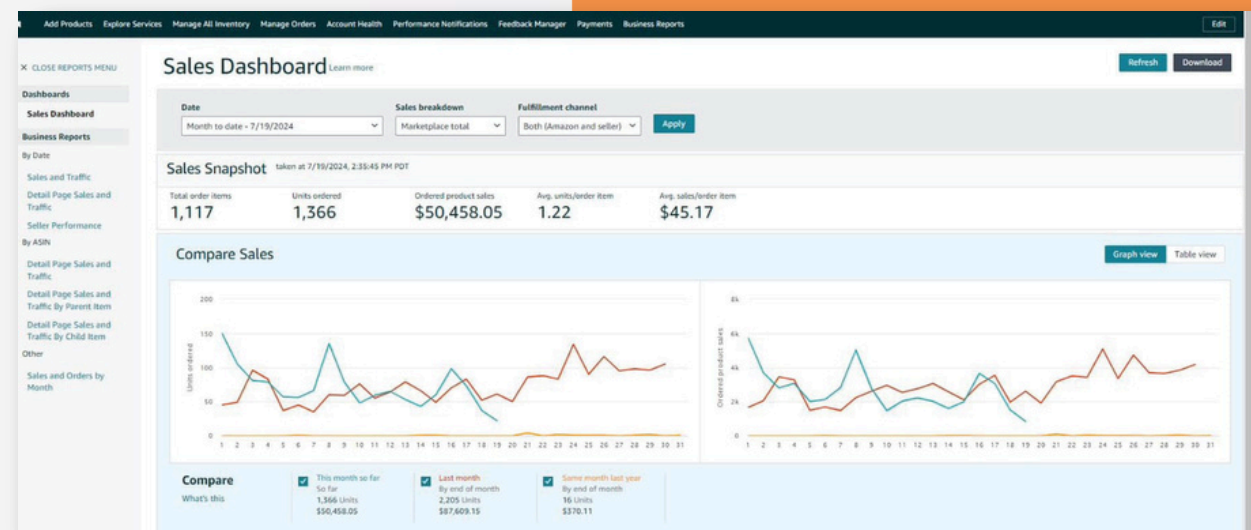 Add Products Explore Services Manage All Inventory Manage Orders Account Health Performance Notifications Feedback Manager Payments Business Reports Edit
× CLOSE REPORTS MENU
Dashboards
Sales Dashboard
Business Reports
By Date
Sales and Traffic
Detail Page Sales and
Traffic
Seller Performance
By ASIN
Detail Page Sales and
Traffic
Detail Page Sales and
Traffic By Parent Item
Detail Page Sales and
Traffic By Child Item
Other
Sales and Orders by
Month
Sales Dashboard Learn more
Refresh Download
Date Sales breakdown Fulfillment channel
Month to date - 7/19/2024 Marketplace total Both (Amazon and seller) Apply
Sales Snapshot taken at 7/19/2024, 2:35:45 PM PDT
Total order items Units ordered Ordered product sales Avg. units/order item Avg. sales/order item
1,117 1,366 $50,458.05 1.22 $45.17
Compare Sales
Graph view Table view
Units ordered
200
150
100
50
0
1 2 3 4 5 6 7 8 9 10 11 12 13 14 15 16 17 18 19 20 21 22 23 24 25 26 27 28 29 30 31
Ordered product sales
8k
6k
4k
2k
0
1 2 3 4 5 6 7 8 9 10 11 12 13 14 15 16 17 18 19 20 21 22 23 24 25 26 27 28 29 30 31
Compare
What's this
This month so far
So far
1,366 Units
$50,458.05
Last month
By end of month
2,205 Units
$87,609.15
Same month last year
By end of month
16 Units
$370.11